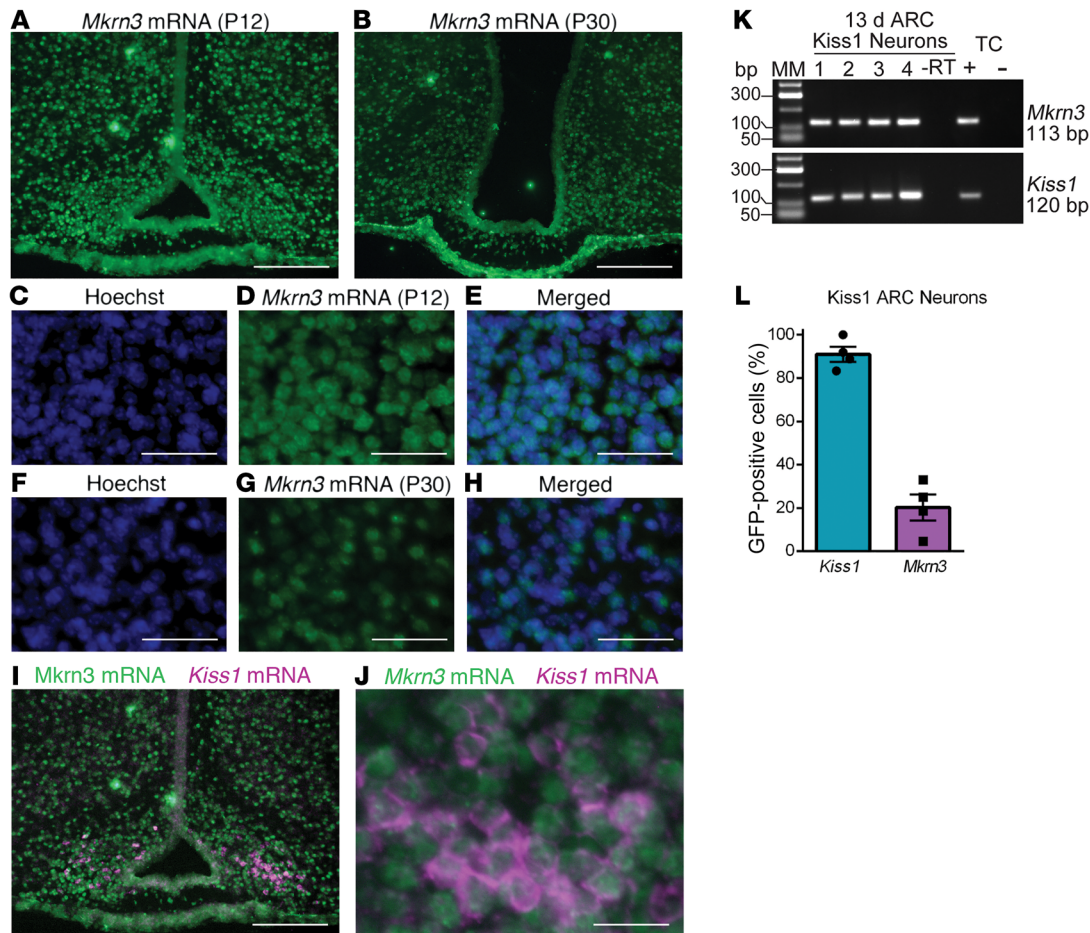 A Mkrn3 mRNA (P12)
B Mkrn3 mRNA (P30)
C Hoechst
D Mkrn3 mRNA (P12)
E Merged
F Hoechst
G Mkrn3 mRNA (P30)
H Merged
I Mkrn3 mRNA Kiss1 mRNA
J Mkrn3 mRNA Kiss1 mRNA
K 13 d ARC
Kiss1 Neurons TC
bp MM 1 2 3 4 -RT + -
300
100
50
Mkrn3
113 bp
300
100
50
Kiss1
120 bp
L Kiss1 ARC Neurons
GFP-positive cells (%)
100
80
60
40
20
0
Kiss1 Mkrn3